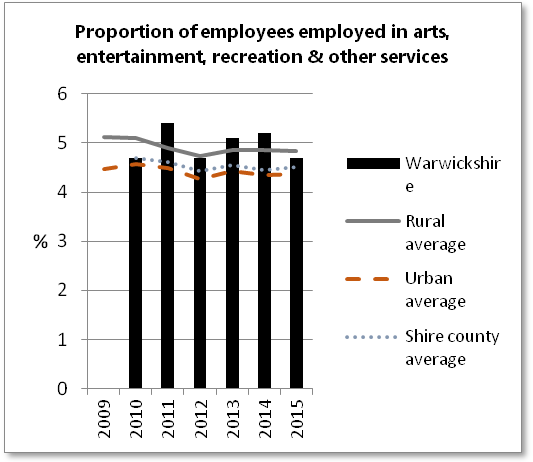 Proportion of employees employed in arts,
entertainment, recreation & other services
6
5
4
% 3
2
1
0
2009
2010
2011
2012
2013
2014
2015
Warwickshir
e
Rural
average
Urban
average
Shire county
average